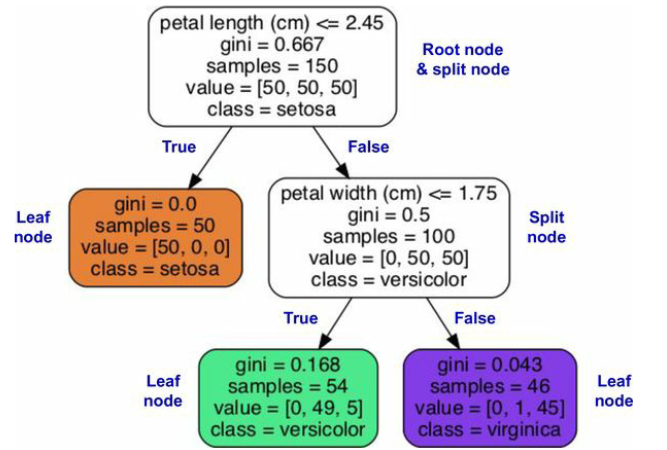 petal length (cm) <= 2.45
gini = 0.667
samples = 150
value = [50, 50, 50]
class = setosa
Root node
& split node
True
False
Leaf
node
gini = 0.0
samples = 50
value = [50, 0, 0]
class = setosa
petal width (cm) <= 1.75
gini = 0.5
samples = 100
value = [0, 50, 50]
class = versicolor
Split
node
True
False
Leaf
node
gini = 0.168
samples = 54
value = [0, 49, 5]
class = versicolor
gini = 0.043
samples = 46
value = [0, 1, 45]
class = virginica
Leaf
node